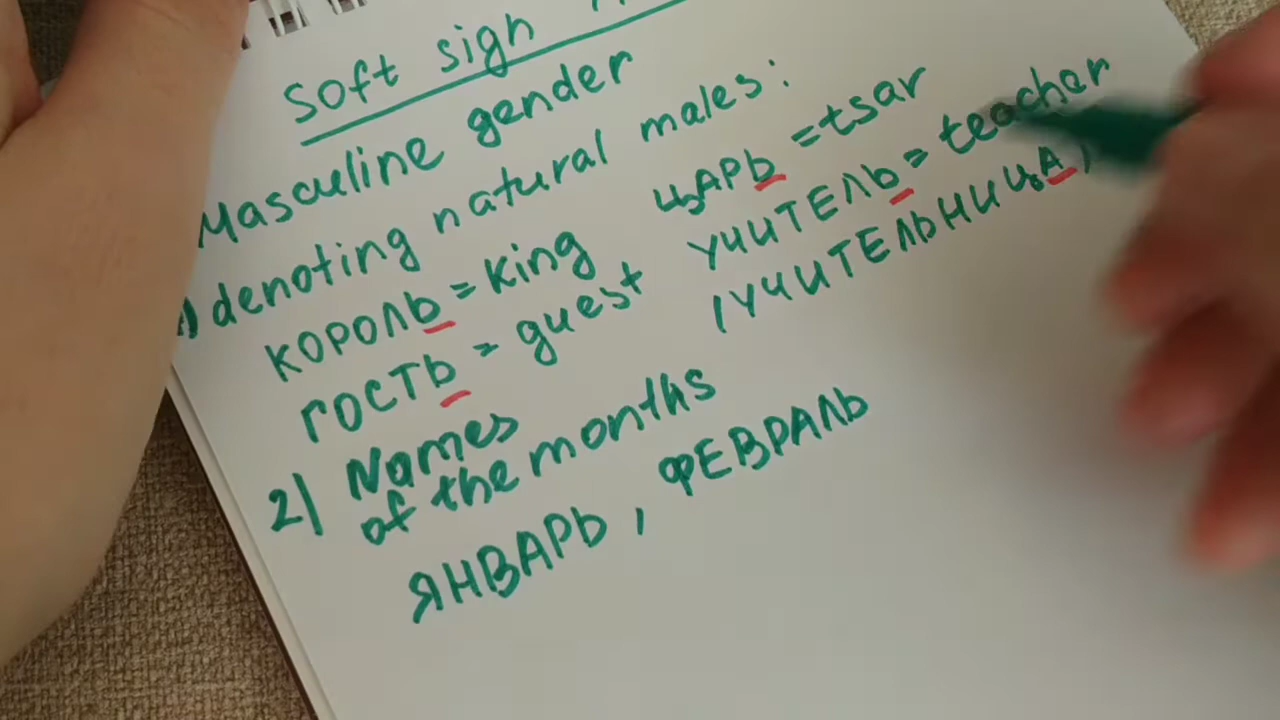 Soft sign
Masculine gender
1) denoting natural males:
КОРОЛЬ = King
ГОСТЬ = guest
ЦАРЬ = tsar
УЧИТЕЛЬ = teacher
(УЧИТЕЛЬНИЦА)
2) Names
of the months
ЯНВАРЬ, ФЕВРАЛЬ